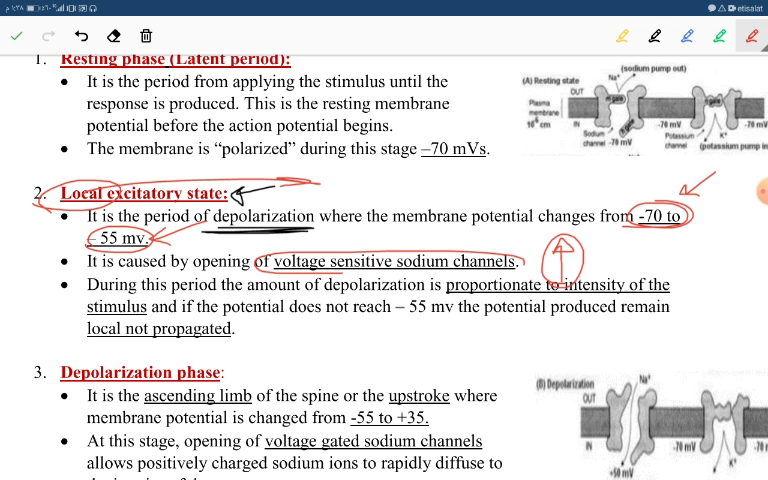 etisalat
1. Resting phase (Latent period):
• It is the period from applying the stimulus until the
response is produced. This is the resting membrane
potential before the action potential begins.
• The membrane is “polarized” during this stage –70 mVs.
(sodium pump out)
(A) Resting state
Na⁺
OUT
Plasma
membrane
IN
Sodium
channel -70 mV
-70 mV
Potassium
channel
K⁺
-70 mV
(potassium pump in
2. Local excitatory state:
• It is the period of depolarization where the membrane potential changes from -70 to
– 55 mv.
• It is caused by opening of voltage sensitive sodium channels.
• During this period the amount of depolarization is proportionate to intensity of the
stimulus and if the potential does not reach – 55 mv the potential produced remain
local not propagated.
3. Depolarization phase:
• It is the ascending limb of the spine or the upstroke where
membrane potential is changed from -55 to +35.
• At this stage, opening of voltage gated sodium channels
allows positively charged sodium ions to rapidly diffuse to
(B) Depolarization
Na⁺
OUT
IN
-70 mV
K⁺
+50 mV